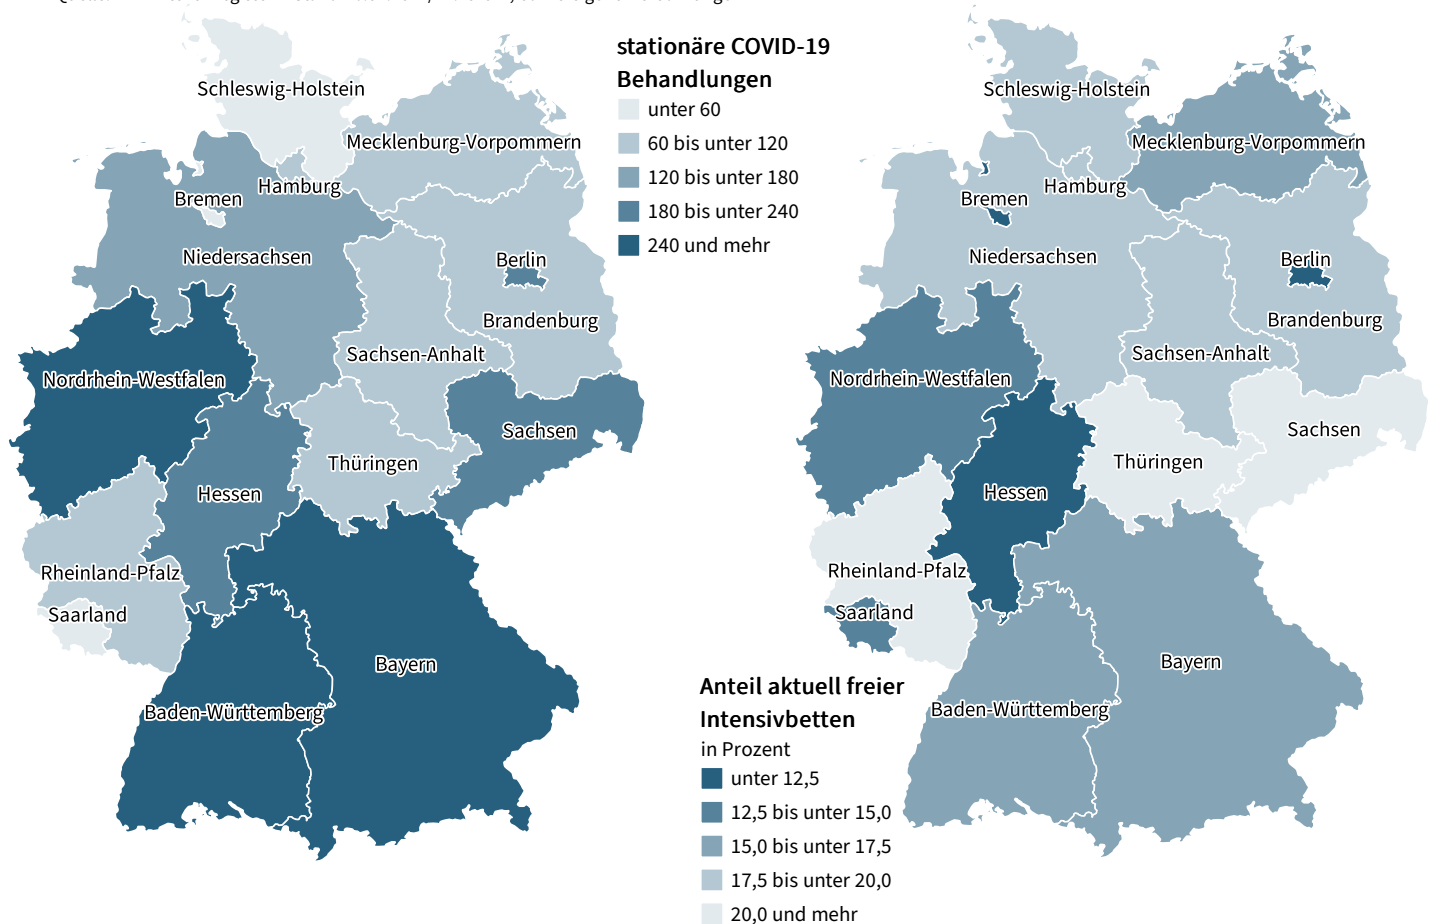 stationäre COVID-19
Behandlungen
unter 60
60 bis unter 120
120 bis unter 180
180 bis unter 240
240 und mehr
Schleswig-Holstein
Mecklenburg-Vorpommern
Hamburg
Bremen
Niedersachsen
Berlin
Brandenburg
Sachsen-Anhalt
Nordrhein-Westfalen
Sachsen
Thüringen
Hessen
Rheinland-Pfalz
Saarland
Bayern
Baden-Württemberg
Schleswig-Holstein
Mecklenburg-Vorpommern
Hamburg
Bremen
Niedersachsen
Berlin
Brandenburg
Sachsen-Anhalt
Nordrhein-Westfalen
Sachsen
Thüringen
Hessen
Rheinland-Pfalz
Saarland
Bayern
Baden-Württemberg
Anteil aktuell freier
Intensivbetten
in Prozent
unter 12,5
12,5 bis unter 15,0
15,0 bis unter 17,5
17,5 bis unter 20,0
20,0 und mehr